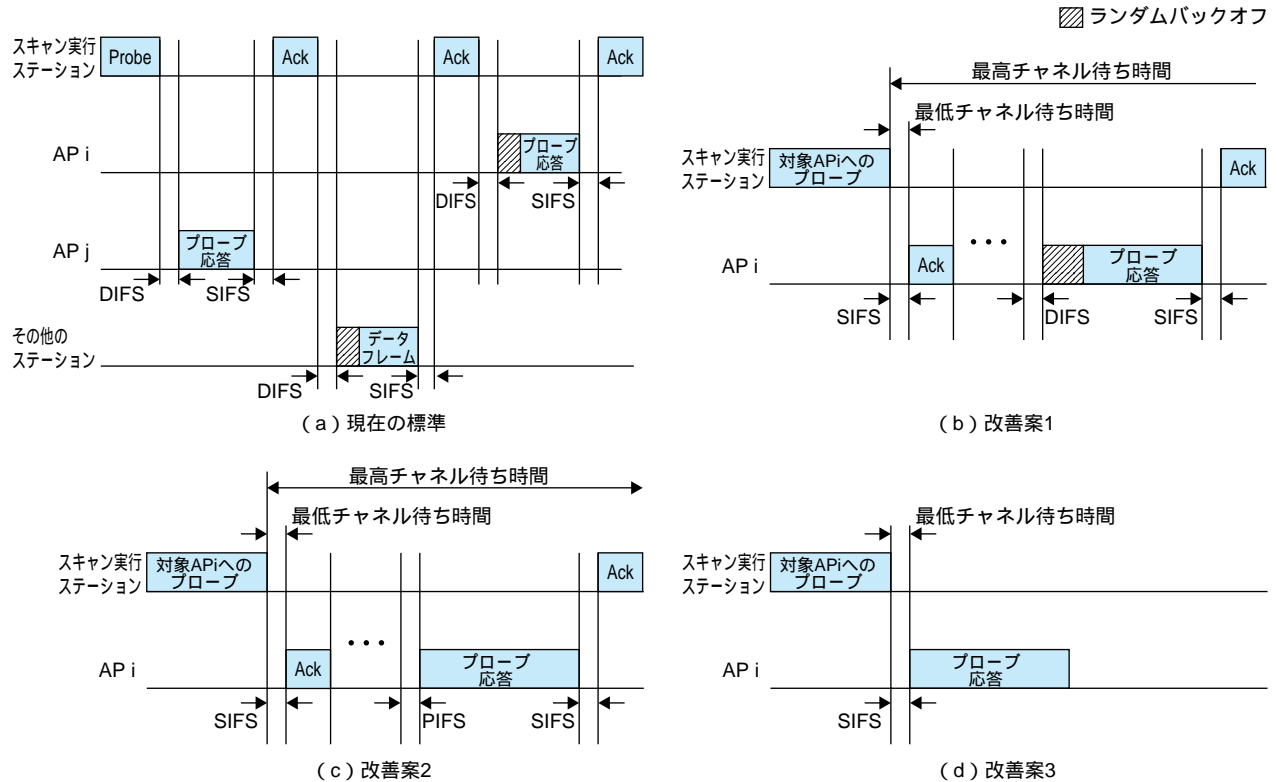 ランダムバックオフ
スキャン実行
ステーション
Probe
Ack
Ack
Ack
AP i
プローブ
応答
DIFS
SIFS
AP j
プローブ
応答
DIFS
SIFS
その他の
ステーション
データ
フレーム
DIFS
SIFS
(a)現在の標準
最高チャネル待ち時間
最低チャネル待ち時間
スキャン実行
ステーション
対象APiへの
プローブ
Ack
AP i
Ack
• • •
プローブ
応答
SIFS
DIFS
SIFS
(b)改善案1
最高チャネル待ち時間
最低チャネル待ち時間
スキャン実行
ステーション
対象APiへの
プローブ
Ack
AP i
Ack
• • •
プローブ
応答
SIFS
PIFS
SIFS
(c)改善案2
最低チャネル待ち時間
スキャン実行
ステーション
対象APiへの
プローブ
AP i
プローブ
応答
SIFS
(d)改善案3